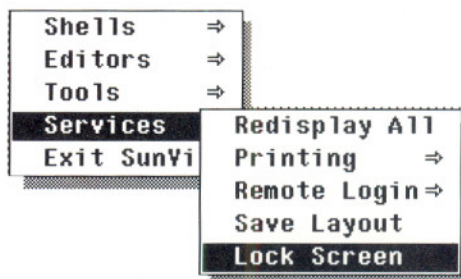 Shells ⇒
Editors ⇒
Tools ⇒
Services
Exit SunVi
Redisplay All
Printing ⇒
Remote Login ⇒
Save Layout
Lock Screen